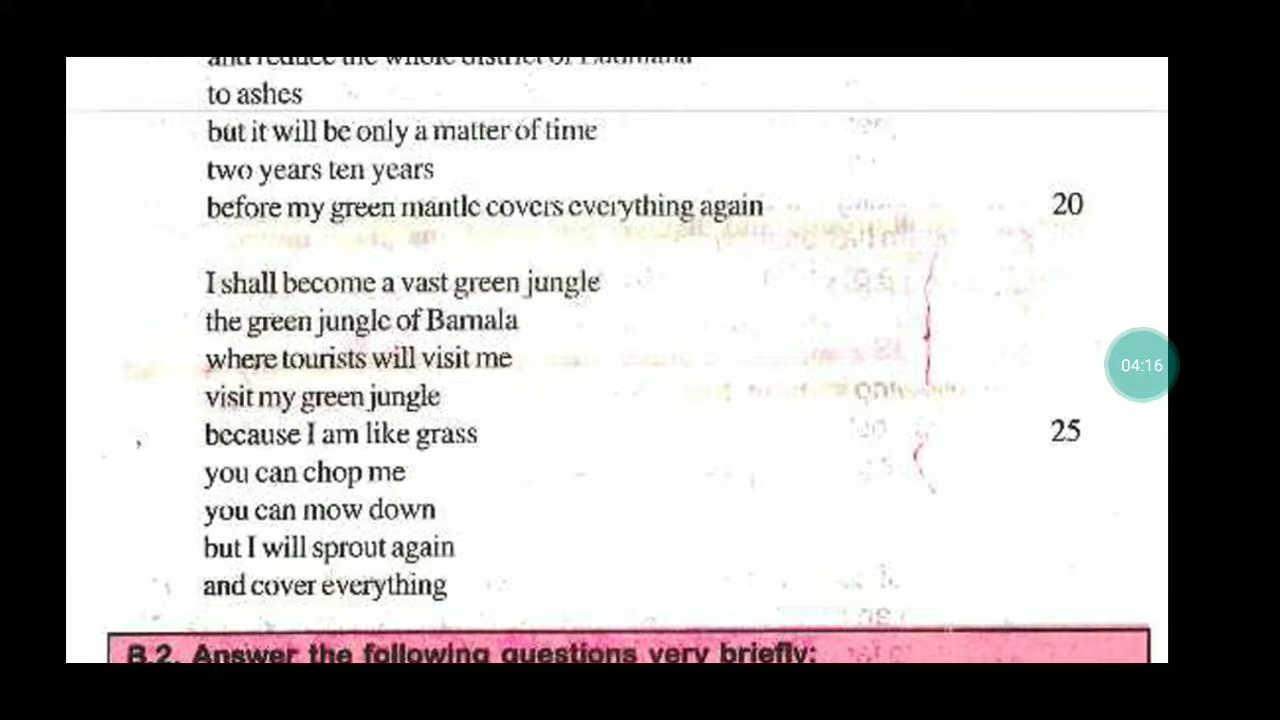 and reduce the whole district of Ludhiana
to ashes
but it will be only a matter of time
two years ten years
before my green mantle covers everything again 20
I shall become a vast green jungle
the green jungle of Barnala
where tourists will visit me
visit my green jungle
because I am like grass 25
you can chop me
you can mow down
but I will sprout again
and cover everything
B.2. Answer the following questions very briefly:
04:16